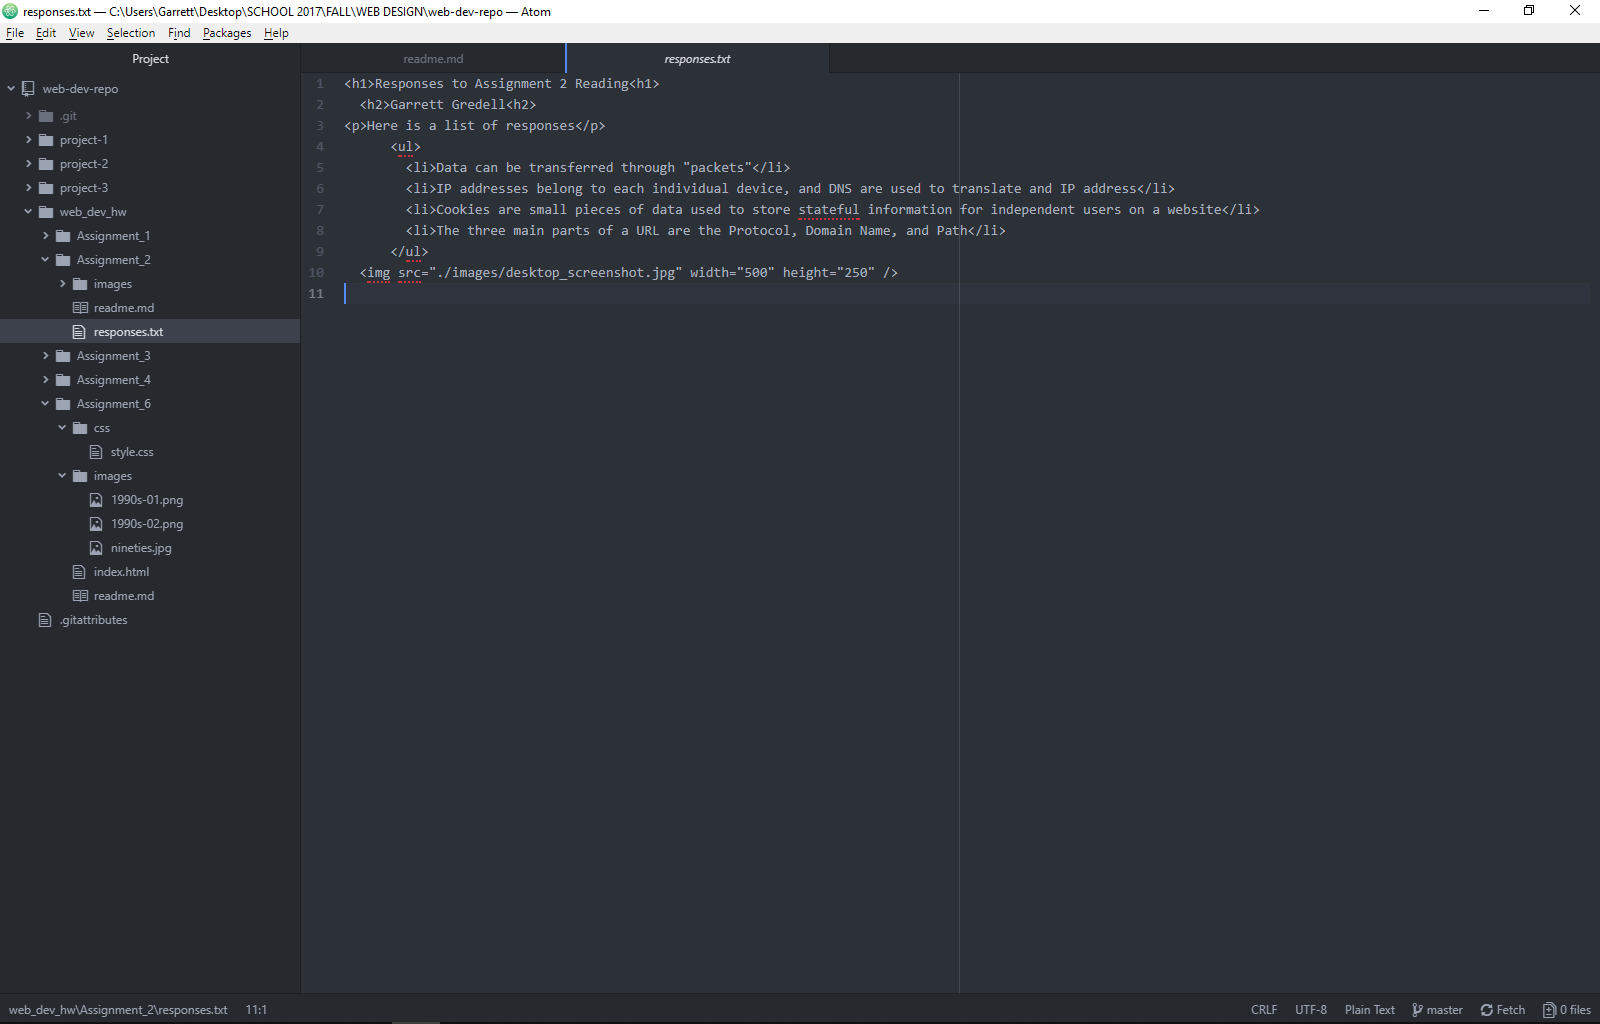 responses.txt — C:\Users\Garrett\Desktop\SCHOOL 2017\FALL\WEB DESIGN\web-dev-repo — Atom
File Edit View Selection Find Packages Help
Project
web-dev-repo
.git
project-1
project-2
project-3
web_dev_hw
Assignment_1
Assignment_2
images
readme.md
responses.txt
Assignment_3
Assignment_4
Assignment_6
css
style.css
images
1990s-01.png
1990s-02.png
nineties.jpg
index.html
readme.md
.gitattributes
readme.md responses.txt
1 <h1>Responses to Assignment 2 Reading<h1>
2 <h2>Garrett Gredell<h2>
3 <p>Here is a list of responses</p>
4 <ul>
5 <li>Data can be transferred through "packets"</li>
6 <li>IP addresses belong to each individual device, and DNS are used to translate and IP address</li>
7 <li>Cookies are small pieces of data used to store stateful information for independent users on a website</li>
8 <li>The three main parts of a URL are the Protocol, Domain Name, and Path</li>
9 </ul>
10 <img src="./images/desktop_screenshot.jpg" width="500" height="250" />
11
web_dev_hw\Assignment_2\responses.txt 11:1 CRLF UTF-8 Plain Text master Fetch 0 files